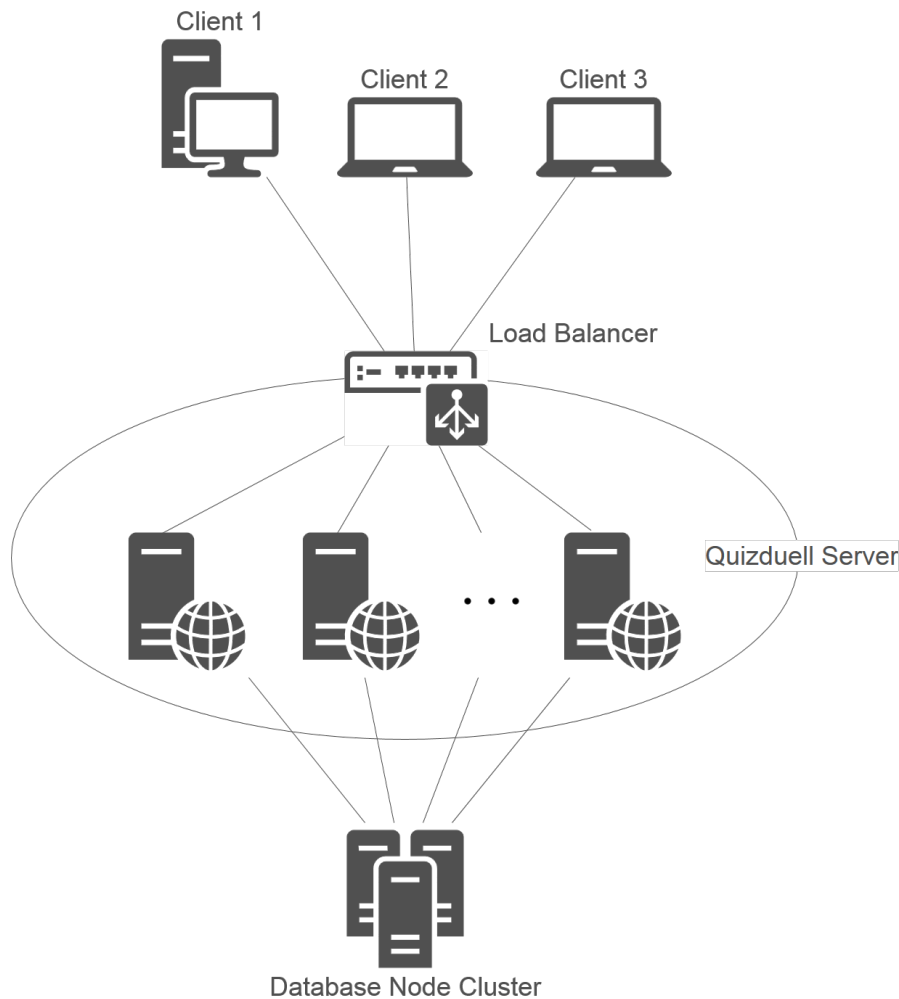 Client 1
Client 2
Client 3
Load Balancer
Quizduell Server
Database Node Cluster